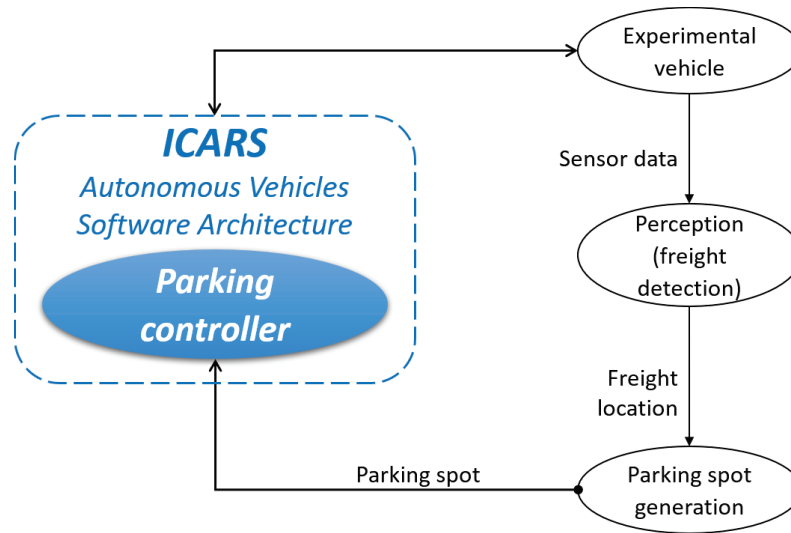 Experimental
vehicle
ICARS
Autonomous Vehicles
Software Architecture
Parking
controller
Sensor data
Perception
(freight
detection)
Freight
location
Parking spot
Parking spot
generation